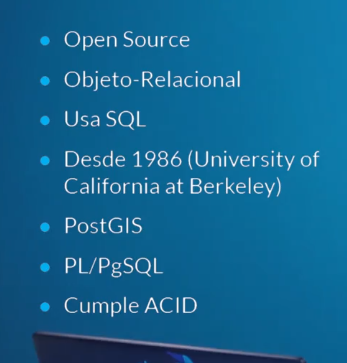 Open Source
Objeto-Relacional
Usa SQL
Desde 1986 (University of
California at Berkeley)
PostGIS
PL/PgSQL
Cumple ACID